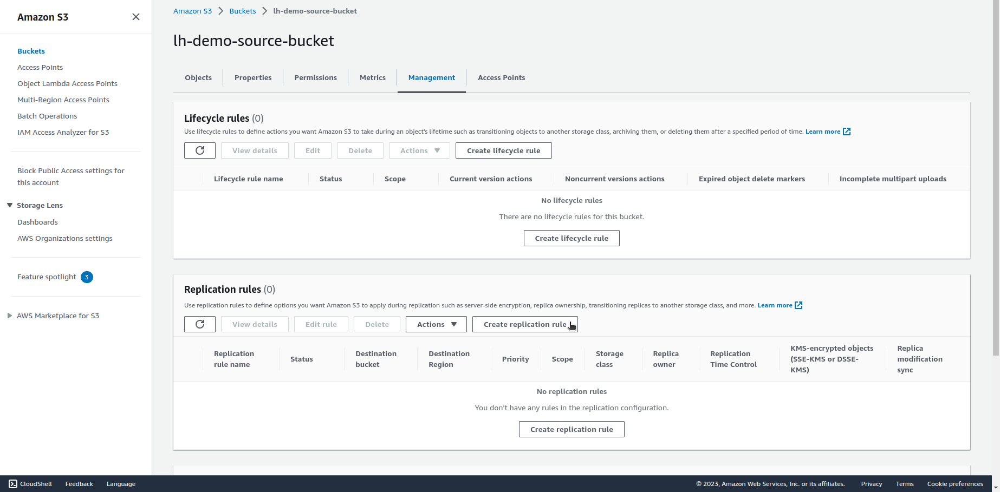 Amazon S3
Buckets
Access Points
Object Lambda Access Points
Multi-Region Access Points
Batch Operations
IAM Access Analyzer for S3
Block Public Access settings for
this account
Storage Lens
Dashboards
AWS Organizations settings
Feature spotlight 3
AWS Marketplace for S3
Amazon S3 Buckets lh-demo-source-bucket
lh-demo-source-bucket
Objects Properties Permissions Metrics Management Access Points
Lifecycle rules (0)
Use lifecycle rules to define actions you want Amazon S3 to take during an object's lifetime such as transitioning objects to another storage class, archiving them, or deleting them after a specified period of time. Learn more
View details Edit Delete Actions Create lifecycle rule
Lifecycle rule name Status Scope Current version actions Noncurrent versions actions Expired object delete markers Incomplete multipart uploads
No lifecycle rules
There are no lifecycle rules for this bucket.
Create lifecycle rule
Replication rules (0)
Use replication rules to define options you want Amazon S3 to apply during replication such as server-side encryption, replica ownership, transitioning replicas to another storage class, and more. Learn more
View details Edit rule Delete Actions Create replication rule
Replication
rule name
Status
Destination
bucket
Destination
Region
Priority
Scope
Storage
class
Replica
owner
Replication
Time Control
KMS-encrypted objects
(SSE-KMS or DSSE-
KMS)
Replica
modification
sync
No replication rules
You don't have any rules in the replication configuration.
Create replication rule
CloudShell Feedback Language © 2023, Amazon Web Services, Inc. or its affiliates. Privacy Terms Cookie preferences